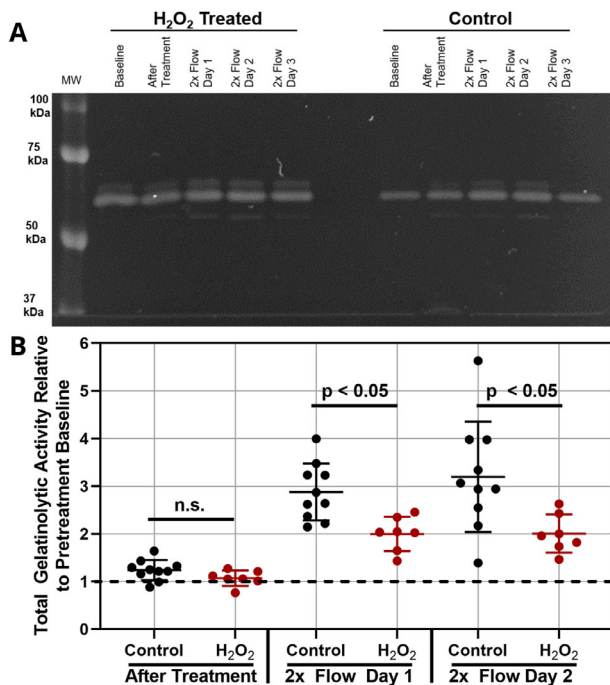 A
H₂O₂ Treated
Control
MW
Baseline
After
Treatment
2x Flow
Day 1
2x Flow
Day 2
2x Flow
Day 3
Baseline
After
Treatment
2x Flow
Day 1
2x Flow
Day 2
2x Flow
Day 3
100
kDa
75
kDa
50
kDa
37
kDa
B
Total Gelatinolytic Activity Relative
to Pretreatment Baseline
6
5
4
3
2
1
0
n.s.
p < 0.05
p < 0.05
Control
H₂O₂
Control
H₂O₂
Control
H₂O₂
After Treatment
2x Flow Day 1
2x Flow Day 2